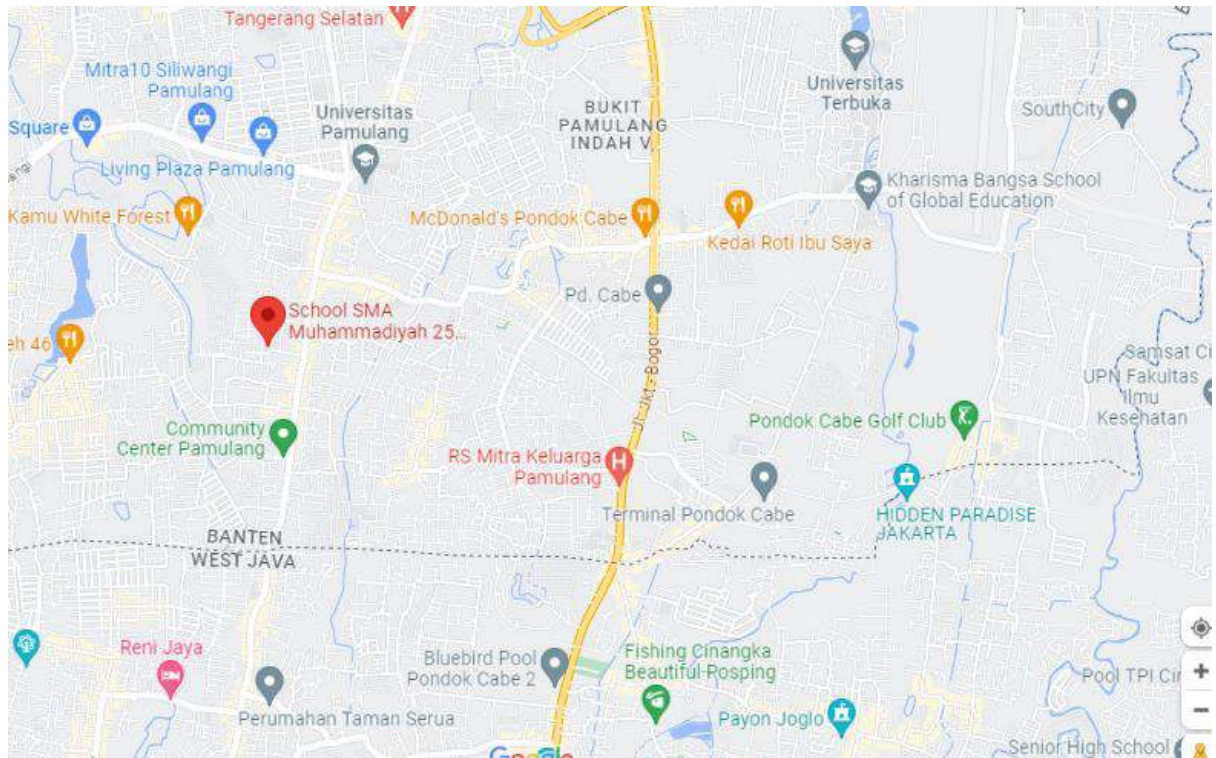 Tangerang Selatan
Mitra10 Siliwangi
Pamulang
Square
Living Plaza Pamulang
Universitas
Pamulang
BUKIT
PAMULANG
INDAH V.
Universitas
Terbuka
SouthCity
Kamu White Forest
McDonald's Pondok Cabe
Kedai Roti Ibu Saya
Kharisma Bangsa School
of Global Education
Pd. Cabe
School SMA
Muhammadiyah 25...
eh 46
Jl. Jkt - Bogor
Samsat Ci
UPN Fakultas
Ilmu
Kesehatan
Community
Center Pamulang
Pondok Cabe Golf Club
RS Mitra Keluarga
Pamulang
Terminal Pondok Cabe
HIDDEN PARADISE
JAKARTA
BANTEN
WEST JAVA
Reni Jaya
Bluebird Pool
Pondok Cabe 2
Fishing Cinangka
Beautiful-Posping
Pool TPI Cir
Perumahan Taman Serua
Payon Joglo
Google
Senior High School